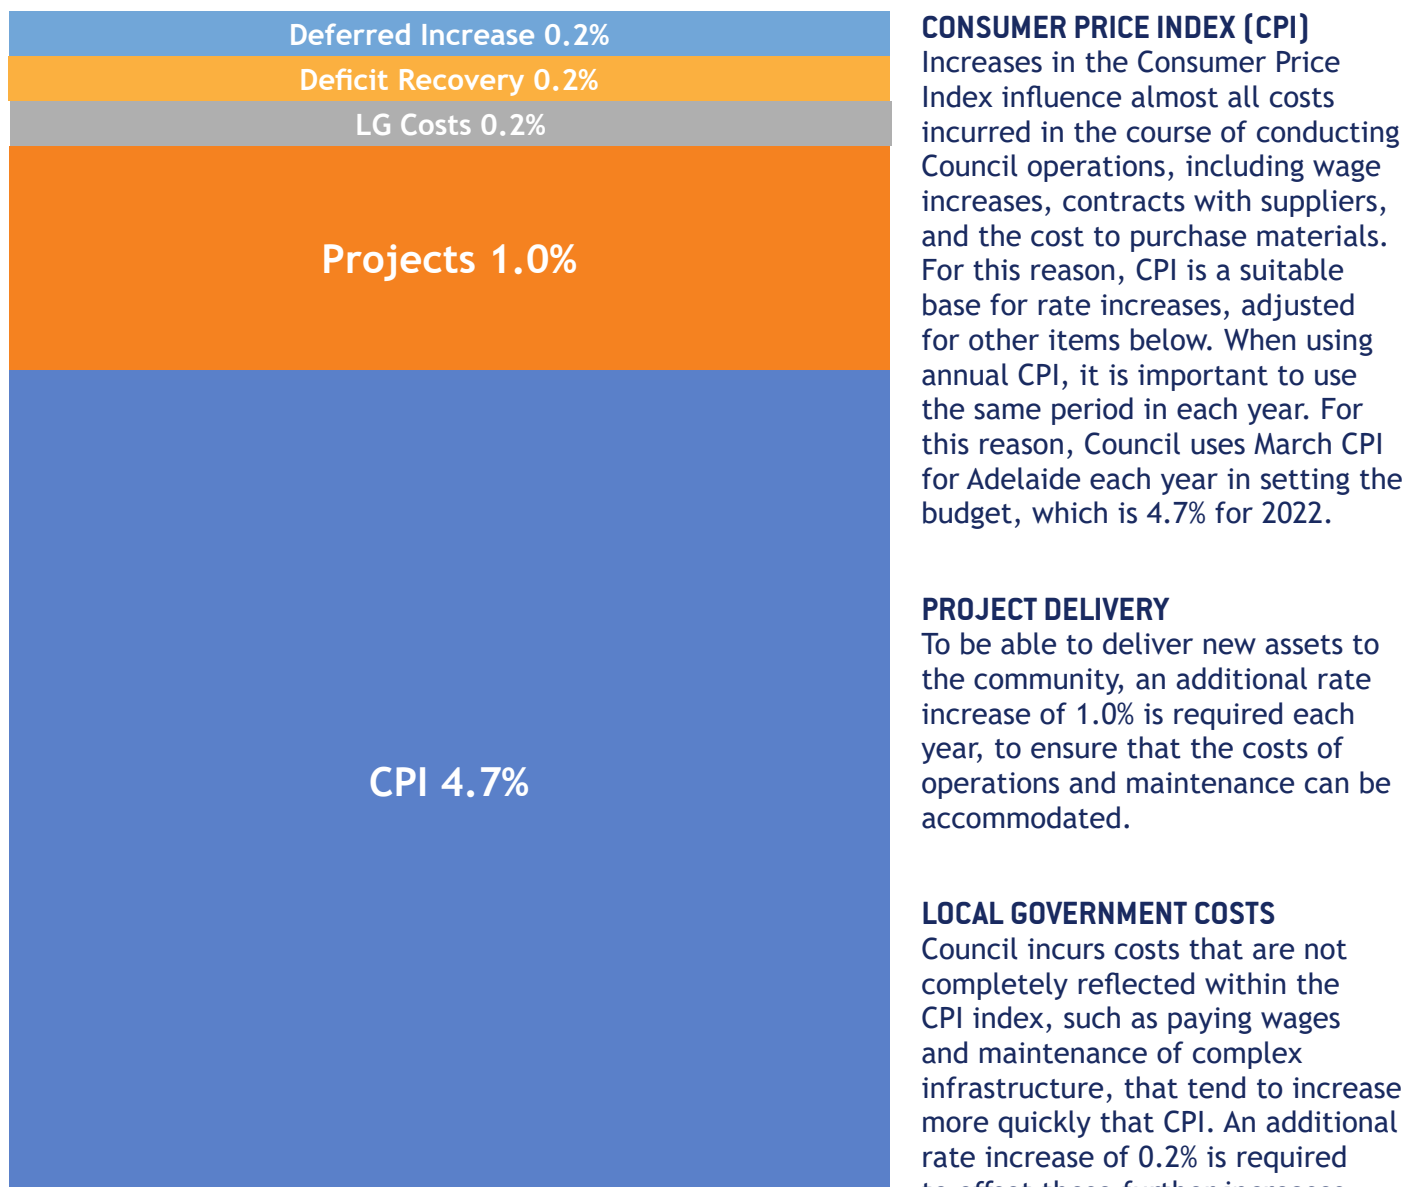 Deferred Increase 0.2%
Deficit Recovery 0.2%
LG Costs 0.2%
Projects 1.0%
CPI 4.7%
CONSUMER PRICE INDEX (CPI)
Increases in the Consumer Price
Index influence almost all costs
incurred in the course of conducting
Council operations, including wage
increases, contracts with suppliers,
and the cost to purchase materials.
For this reason, CPI is a suitable
base for rate increases, adjusted
for other items below. When using
annual CPI, it is important to use
the same period in each year. For
this reason, Council uses March CPI
for Adelaide each year in setting the
budget, which is 4.7% for 2022.
PROJECT DELIVERY
To be able to deliver new assets to
the community, an additional rate
increase of 1.0% is required each
year, to ensure that the costs of
operations and maintenance can be
accommodated.
LOCAL GOVERNMENT COSTS
Council incurs costs that are not
completely reflected within the
CPI index, such as paying wages
and maintenance of complex
infrastructure, that tend to increase
more quickly that CPI. An additional
rate increase of 0.2% is required
to offset these further increases